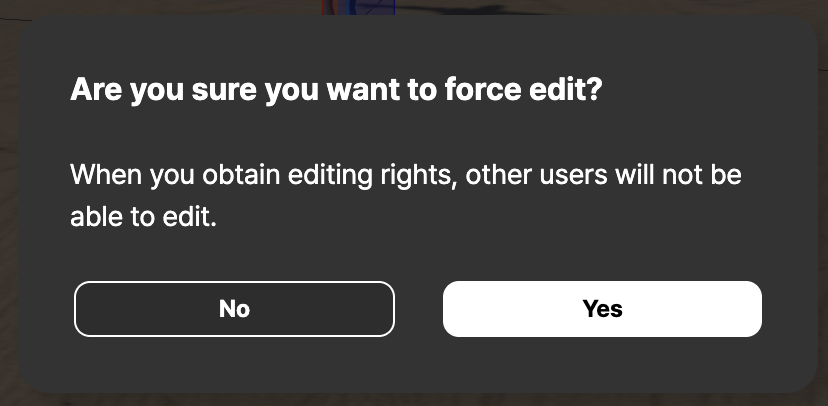 Are you sure you want to force edit?
When you obtain editing rights, other users will not be
able to edit.
No
Yes